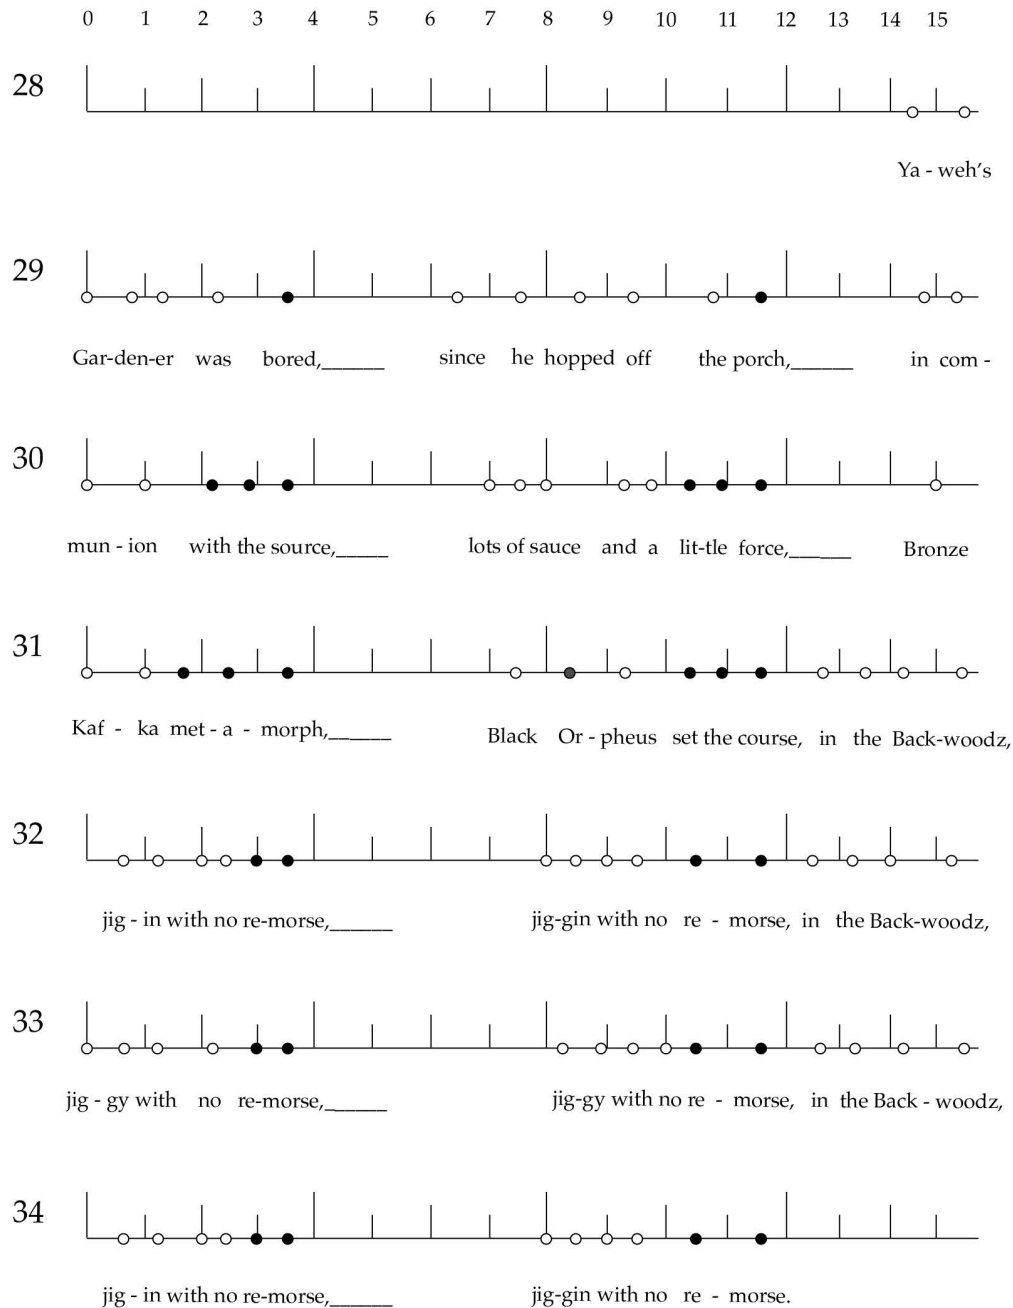 0 1 2 3 4 5 6 7 8 9 10 11 12 13 14 15
28
Ya - weh's
29
Gar-den-er was bored,______ since he hopped off the porch,______ in com -
30
mun - ion with the source,_____ lots of sauce and a lit-tle force,______ Bronze
31
Kaf - ka met - a - morph,______ Black Or - pheus set the course, in the Back-woodz,
32
jig - in with no re-morse,______ jig-gin with no re - morse, in the Back-woodz,
33
jig - gy with no re-morse,______ jig-gy with no re - morse, in the Back - woodz,
34
jig - in with no re-morse,______ jig-gin with no re - morse.